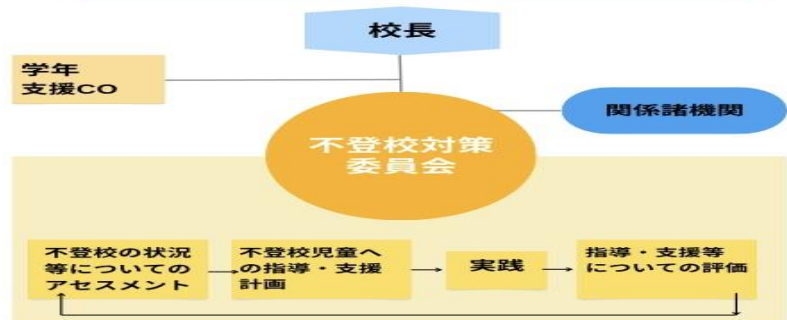 校長
学年
支援CO
関係諸機関
不登校対策
委員会
不登校の状況
等についての
アセスメント
不登校児童へ
の指導・支援
計画
実践
指導・支援等
についての評価